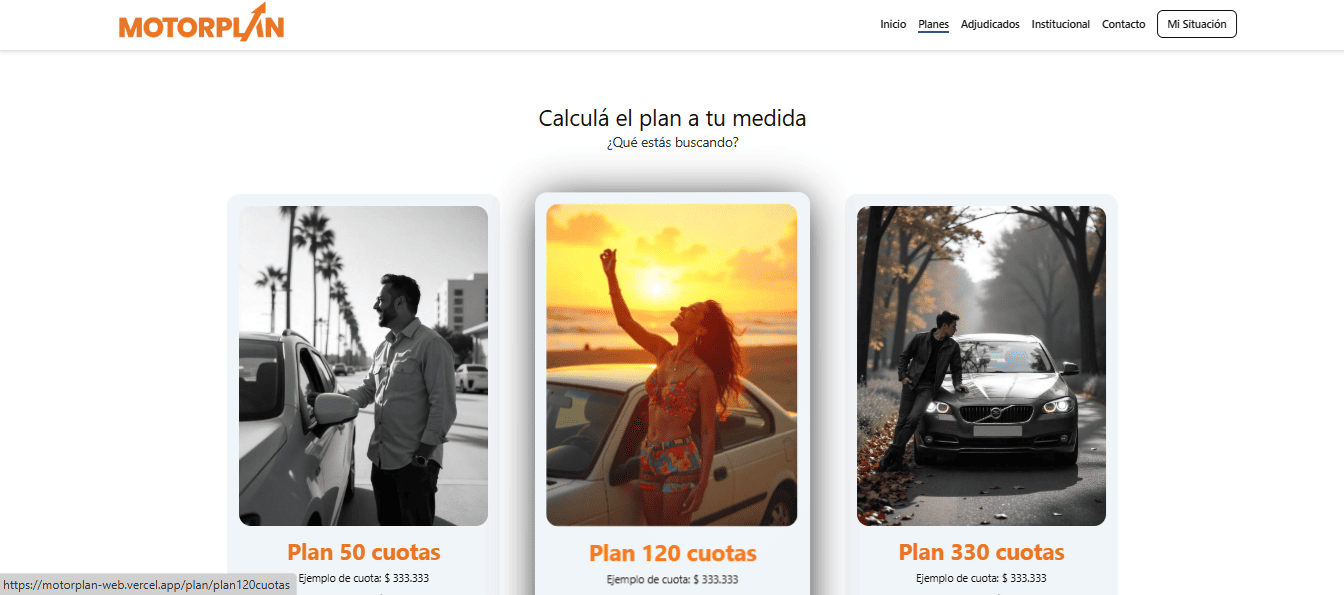 MOTORPLAN
Inicio Planes Adjudicados Institucional Contacto Mi Situación
Calculá el plan a tu medida
¿Qué estás buscando?
Plan 50 cuotas
Ejemplo de cuota: $ 333.333
Plan 120 cuotas
Ejemplo de cuota: $ 333.333
Plan 330 cuotas
Ejemplo de cuota: $ 333.333
https://motorplan-web.vercel.app/plan/plan120cuotas